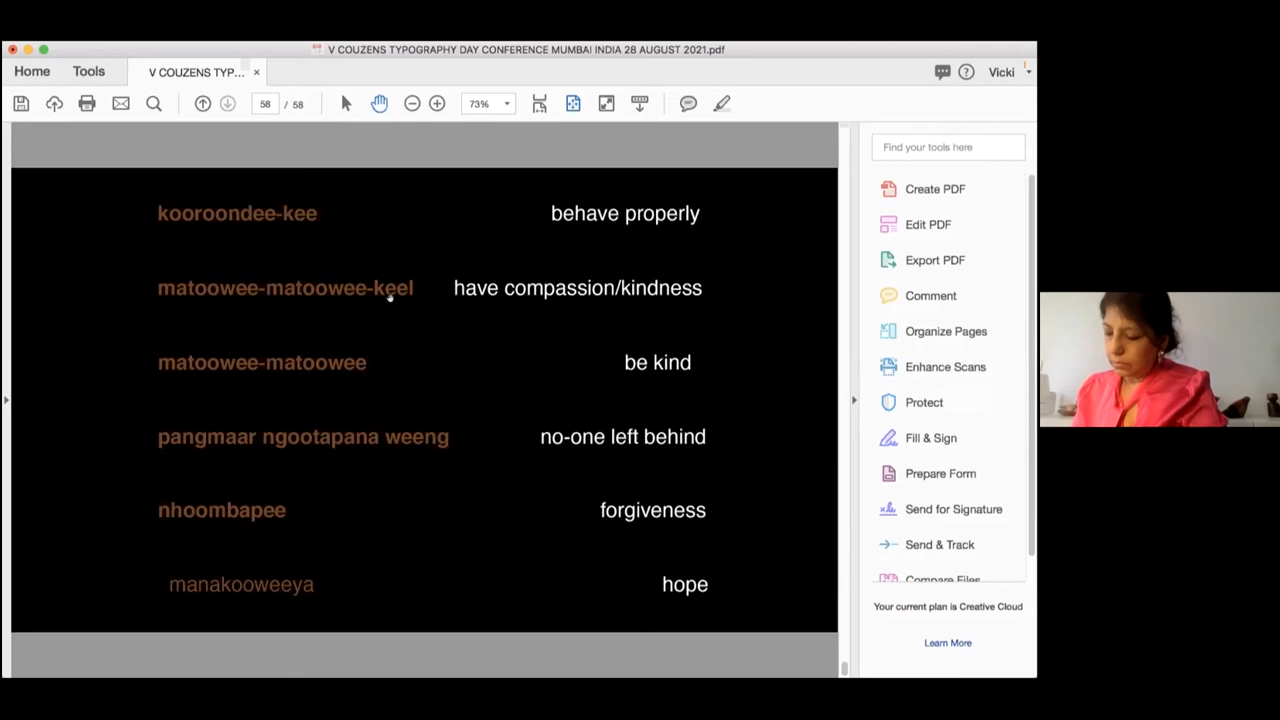 V COUZENS TYPOGRAPHY DAY CONFERENCE MUMBAI INDIA 28 AUGUST 2021.pdf
Home Tools V COUZENS TYP... × Vicki
58 / 58 73%
Find your tools here
kooroondee-kee behave properly
matoowee-matoowee-keel have compassion/kindness
matoowee-matoowee be kind
pangmaar ngootapana weeng no-one left behind
nhoombapee forgiveness
manakooweeya hope
Create PDF
Edit PDF
Export PDF
Comment
Organize Pages
Enhance Scans
Protect
Fill & Sign
Prepare Form
Send for Signature
Send & Track
Compare Files
Your current plan is Creative Cloud
Learn More